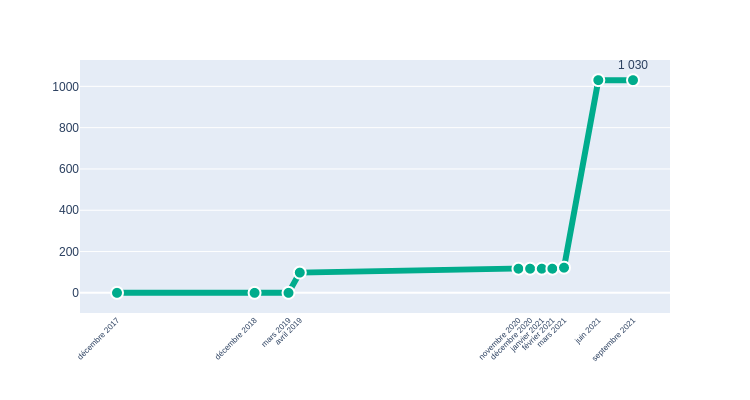 1 030
1000
800
600
400
200
0
décembre 2017
décembre 2018
mars 2019
avril 2019
novembre 2020
décembre 2020
janvier 2021
février 2021
mars 2021
juin 2021
septembre 2021